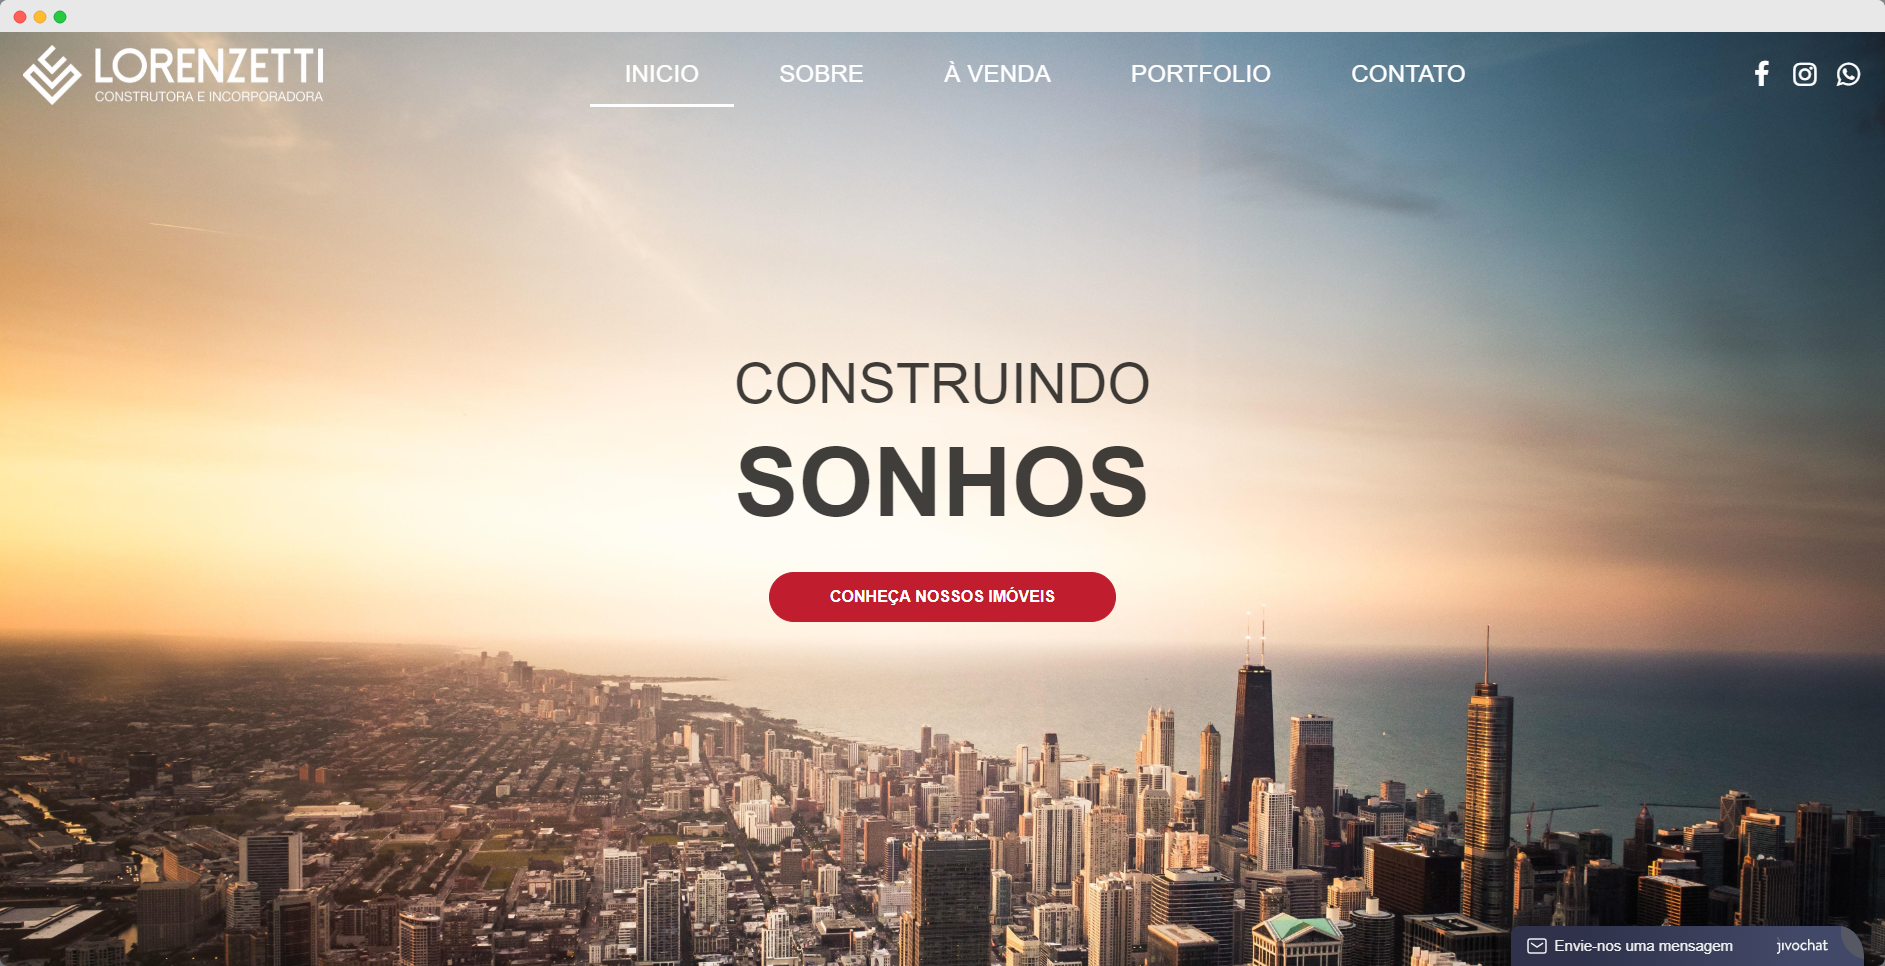 LORENZETTI
CONSTRUTORA E INCORPORADORA
INICIO
SOBRE
À VENDA
PORTFOLIO
CONTATO
CONSTRUINDO
SONHOS
CONHEÇA NOSSOS IMÓVEIS
Envie-nos uma mensagem
jivochat